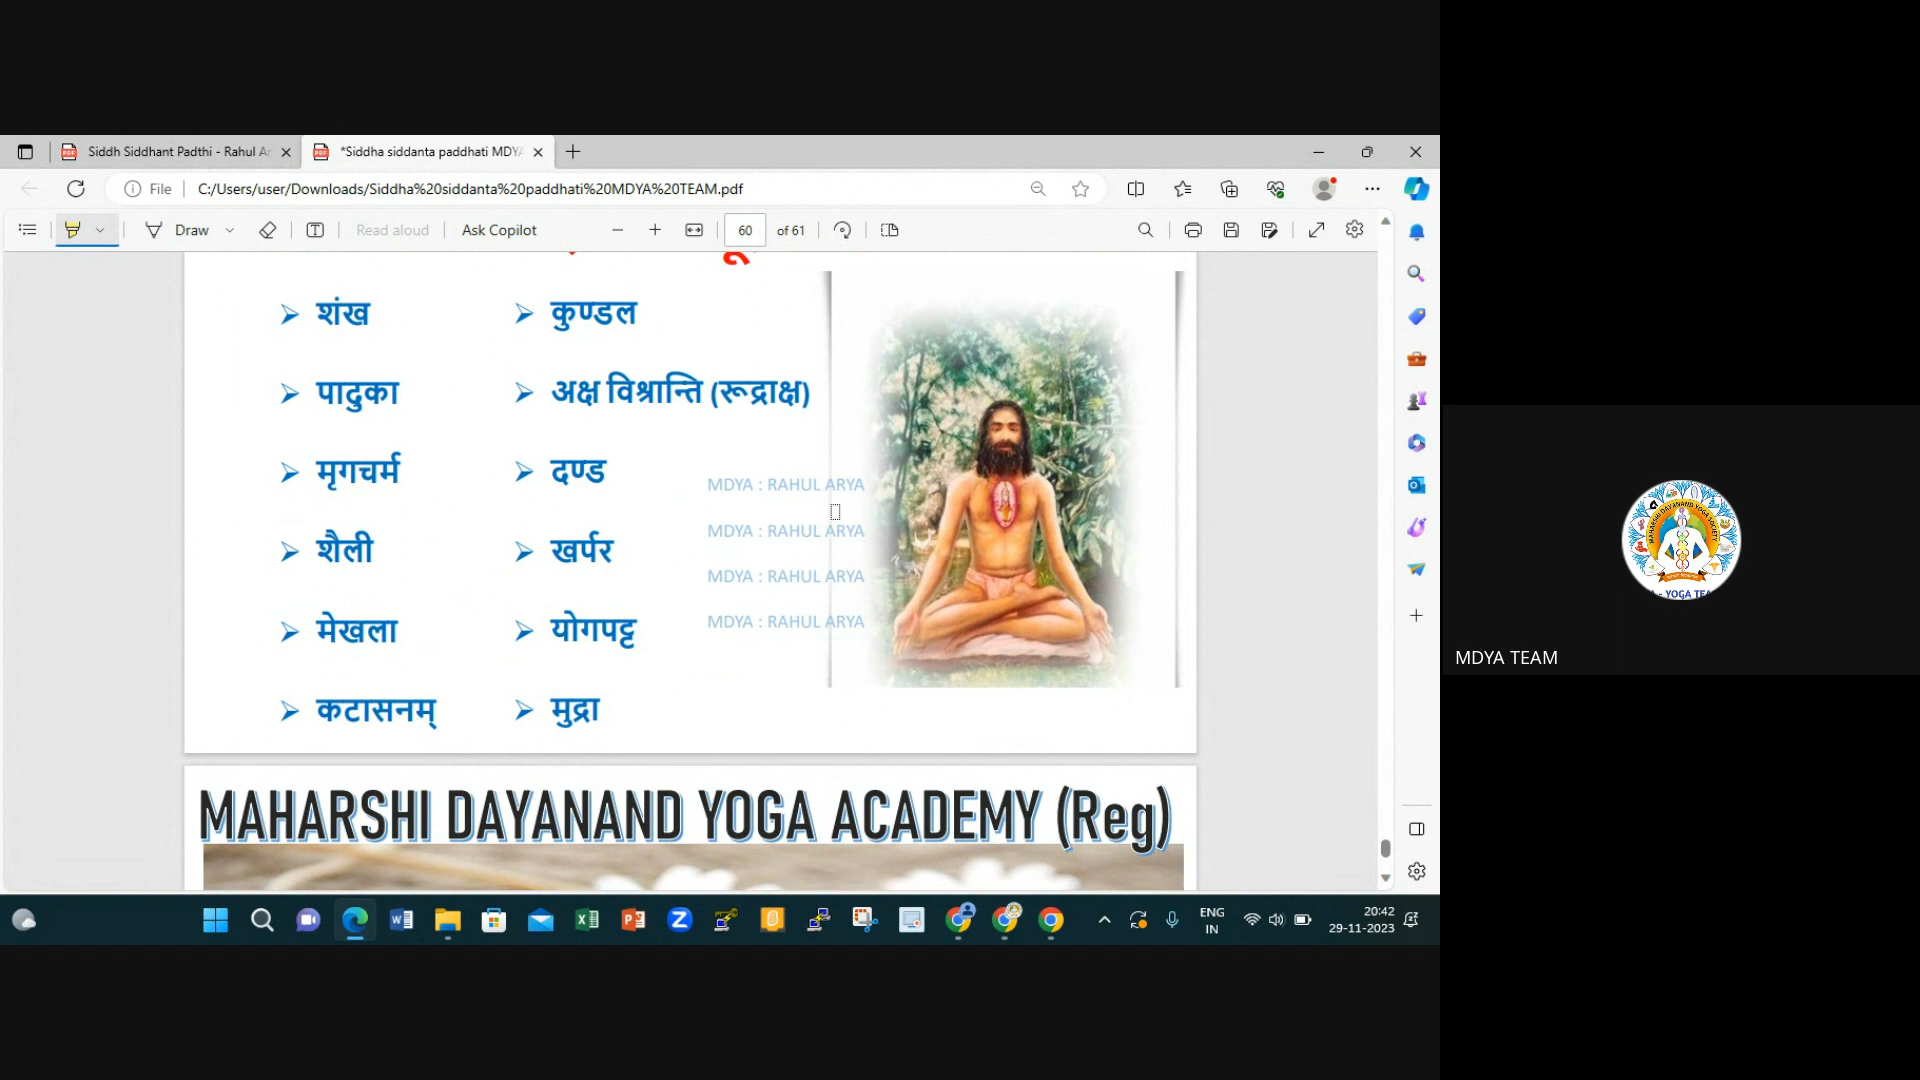 Siddh Siddhant Padthi - Rahul Ar
*Siddha siddanta paddhati MDYA
File
C:/Users/user/Downloads/Siddha%20siddanta%20paddhati%20MDYA%20TEAM.pdf
Draw
Read aloud
Ask Copilot
60 of 61
➢ शंख ➢ कुण्डल
➢ पादुका ➢ अक्ष विश्रान्ति (रूद्राक्ष)
➢ मृगचर्म ➢ दण्ड
MDYA : RAHUL ARYA
MDYA : RAHUL ARYA
➢ शैली ➢ खर्पर
MDYA : RAHUL ARYA
MDYA : RAHUL ARYA
➢ मेखला ➢ योगपट्ट
➢ कटासनम् ➢ मुद्रा
MAHARSHI DAYANAND YOGA ACADEMY (Reg)
MDYA TEAM
ENG
IN
20:42
29-11-2023